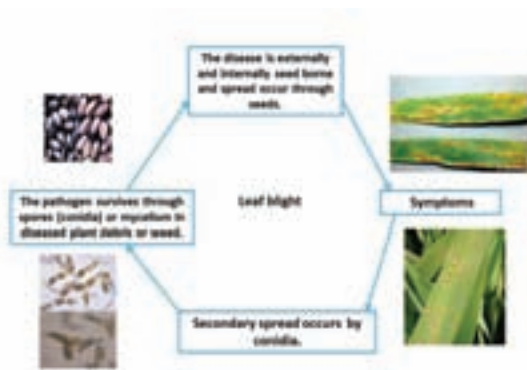 The disease is externally
and internally seed borne
and spread occur through
seeds.
The pathogen survives through
spores (conidia) or mycelium in
diseased plant debris or weed.
Leaf blight
Symptoms
Secondary spread occurs by
conidia.